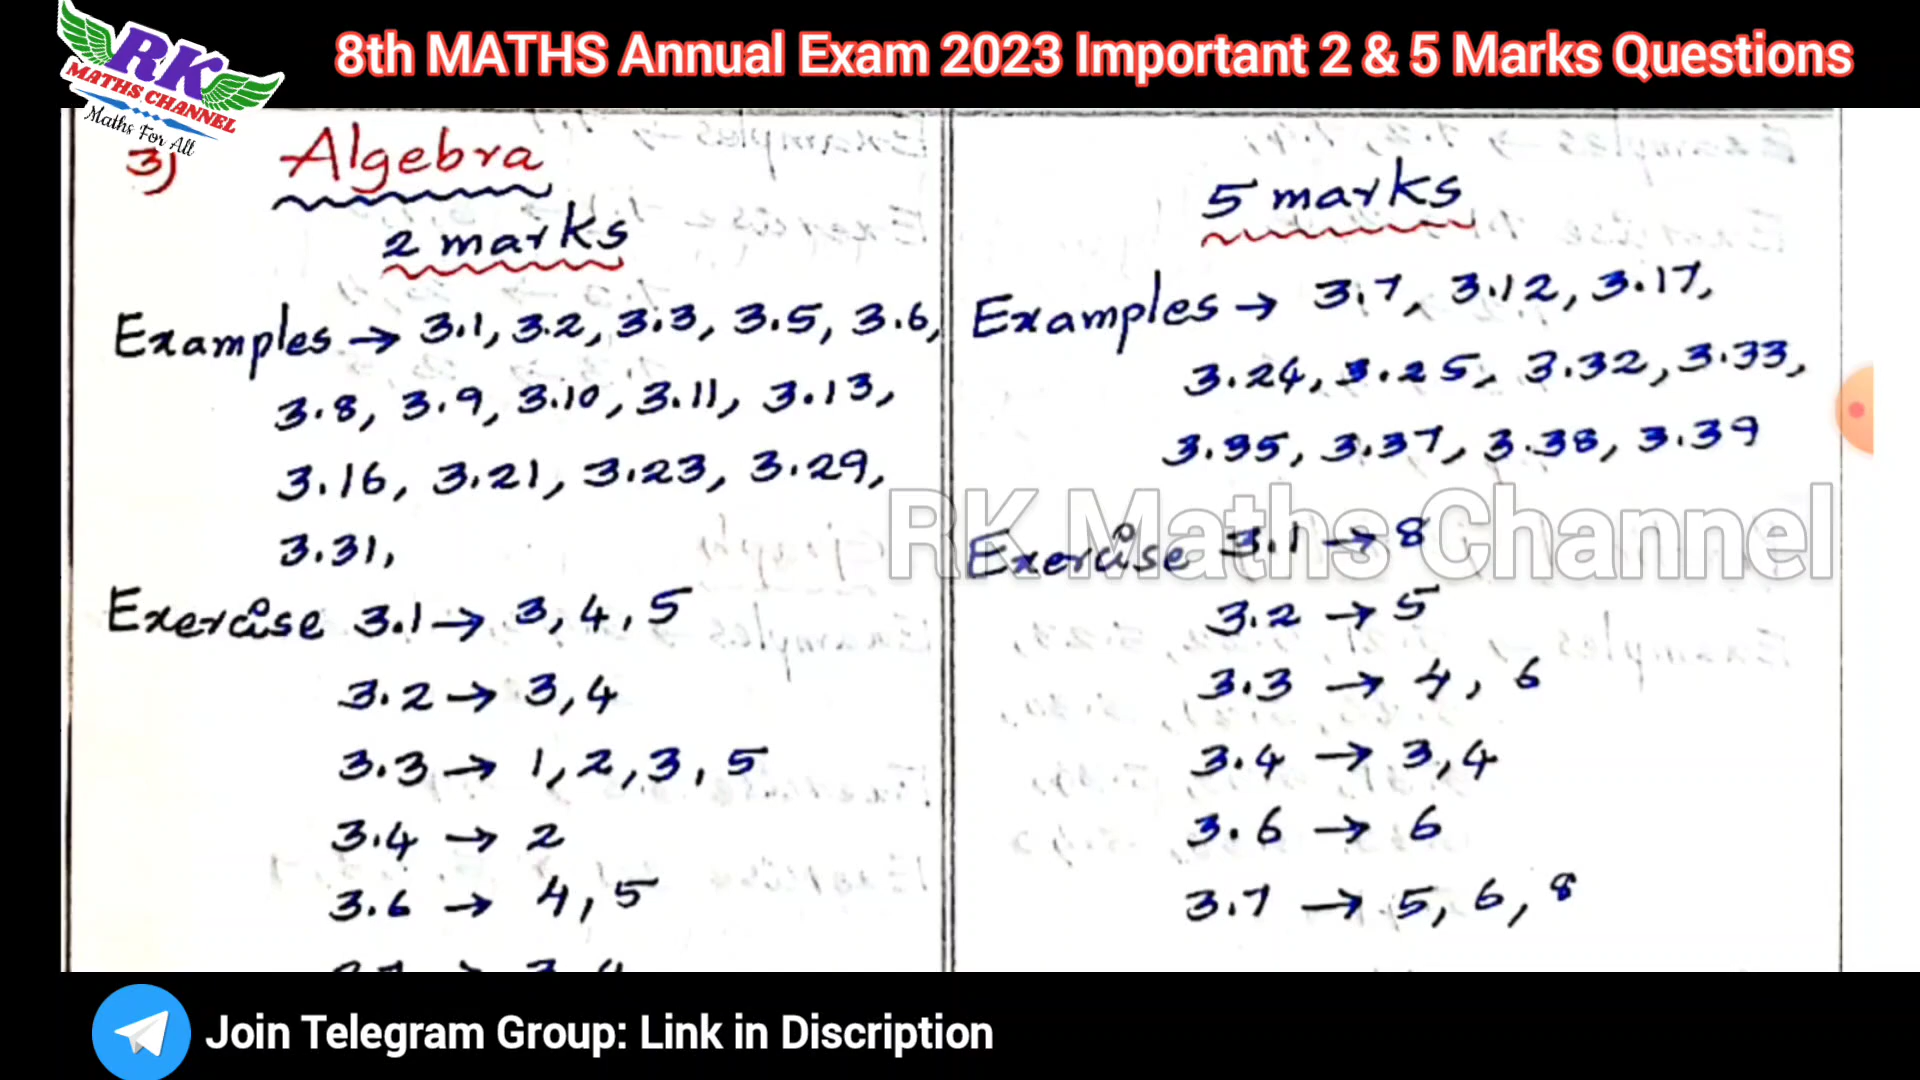 8th MATHS Annual Exam 2023 Important 2 & 5 Marks Questions
RK
MATHS CHANNEL
Maths For All
3) Algebra
2 marks
Examples → 3.1, 3.2, 3.3, 3.5, 3.6,
3.8, 3.9, 3.10, 3.11, 3.13,
3.16, 3.21, 3.23, 3.29,
3.31,
Exercise 3.1 → 3, 4, 5
3.2 → 3, 4
3.3 → 1, 2, 3, 5
3.4 → 2
3.6 → 4, 5
5 marks
Examples → 3.7, 3.12, 3.17,
3.24, 3.25, 3.32, 3.33,
3.35, 3.37, 3.38, 3.39
Exercise 3.1 → 8
3.2 → 5
3.3 → 4, 6
3.4 → 3, 4
3.6 → 6
3.7 → 5, 6, 8
RK Maths Channel
Join Telegram Group: Link in Discription